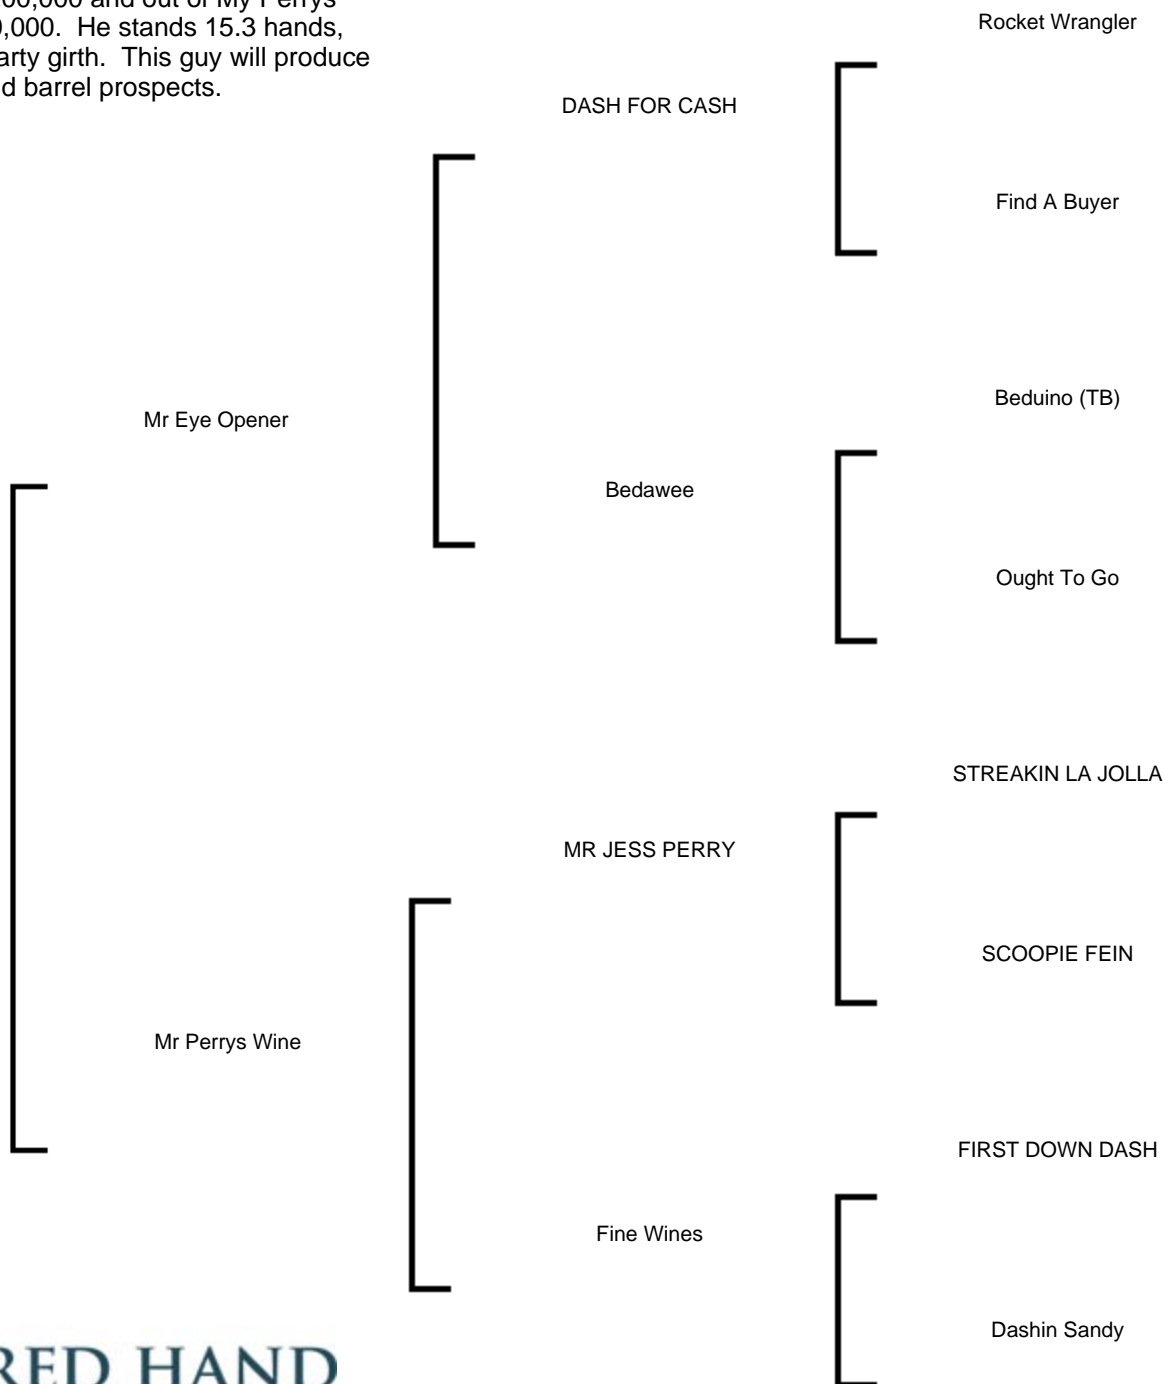 00,000 and out of My Perrys
0,000. He stands 15.3 hands,
arty girth. This guy will produce
d barrel prospects.
Rocket Wrangler
DASH FOR CASH
Find A Buyer
Mr Eye Opener
Beduino (TB)
Bedawee
Ought To Go
STREAKIN LA JOLLA
MR JESS PERRY
SCOOPIE FEIN
Mr Perrys Wine
FIRST DOWN DASH
Fine Wines
Dashin Sandy
RED HAND